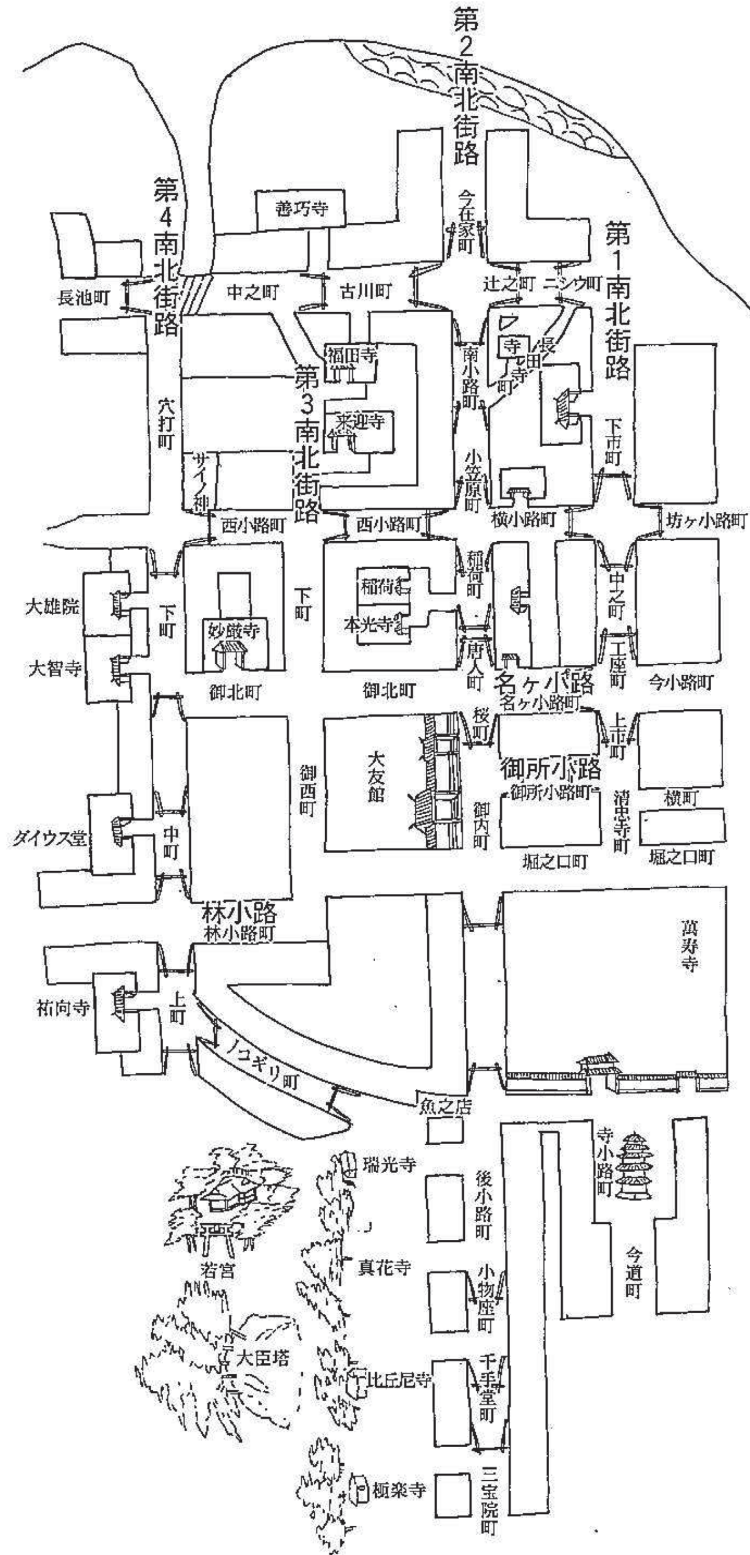 第2南北街路
今在家町
善巧寺
第4南北街路
第1南北街路
長池町
中之町
古川町
辻之町
ニシウ町
福田寺
第3南北街路
南小路町
寺
長田寺町
穴打町
来迎寺
下市町
サイノ神
小笠原町
西小路町
西小路町
横小路町
坊ヶ小路町
大雄院
下町
下町
稲荷
稲荷町
中之町
妙厳寺
本光寺
大智寺
唐人町
工座町
御北町
御北町
名ヶ小路
名ヶ小路町
今小路町
桜町
上市町
大友館
御西町
御所小路
御所小路町
横町
ダイウス堂
中町
御内町
清忠寺町
堀之口町
堀之口町
林小路
林小路町
萬寿寺
祐向寺
上町
ノコギリ町
魚之店
寺小路町
瑞光寺
後小路町
若宮
真花寺
小物座町
今道町
大臣塔
比丘尼寺
千手堂町
極楽寺
三宝院町